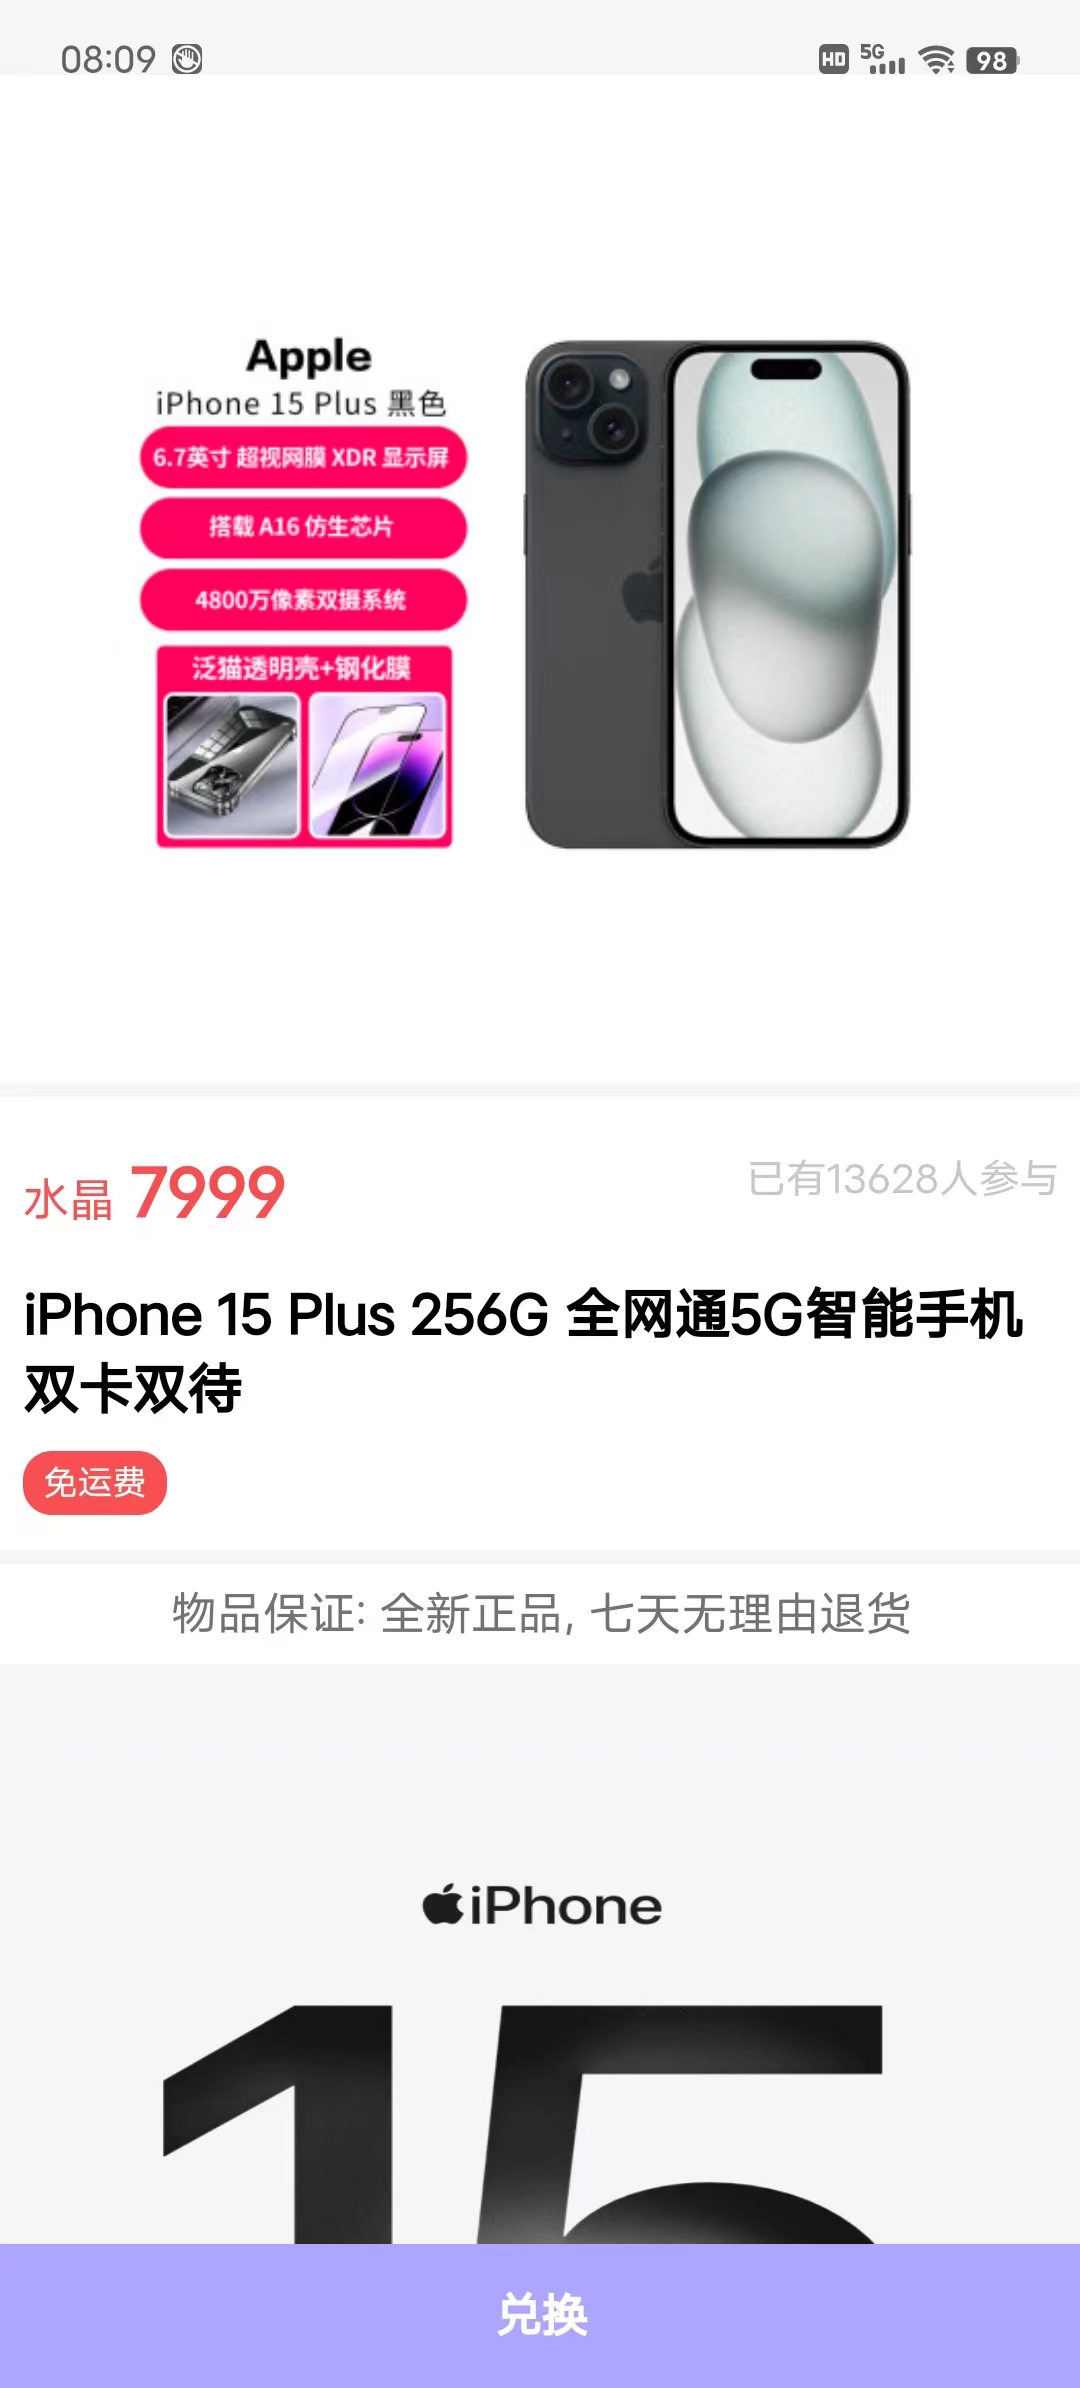 08:09
HD 5G 98
Apple
iPhone 15 Plus 黑色
6.7英寸 超视网膜 XDR 显示屏
搭载 A16 仿生芯片
4800万像素双摄系统
泛猫透明壳+钢化膜
水晶 7999
已有13628人参与
iPhone 15 Plus 256G 全网通5G智能手机
双卡双待
免运费
物品保证: 全新正品, 七天无理由退货
iPhone
15
兑换